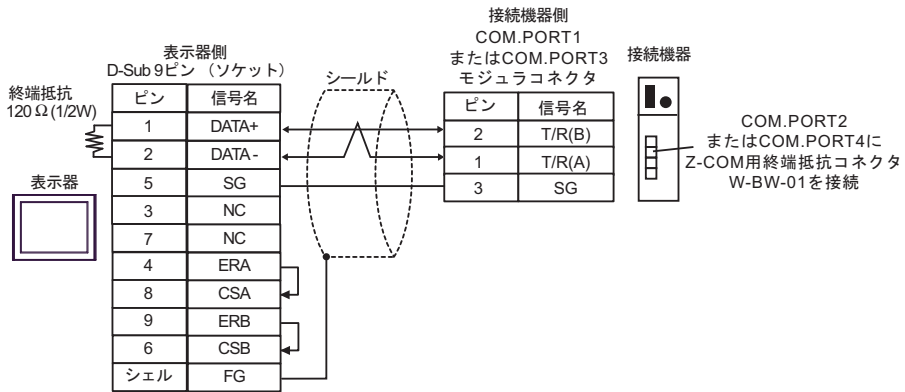 接続機器側
COM.PORT1
またはCOM.PORT3
モジュラコネクタ
接続機器
表示器側
D-Sub 9ピン （ソケット）
シールド
終端抵抗
120Ω(1/2W)
ピン 信号名
1 DATA+
2 DATA-
5 SG
3 NC
7 NC
4 ERA
8 CSA
9 ERB
6 CSB
シェル FG
表示器
ピン 信号名
2 T/R(B)
1 T/R(A)
3 SG
COM.PORT2
またはCOM.PORT4に
Z-COM用終端抵抗コネクタ
W-BW-01を接続